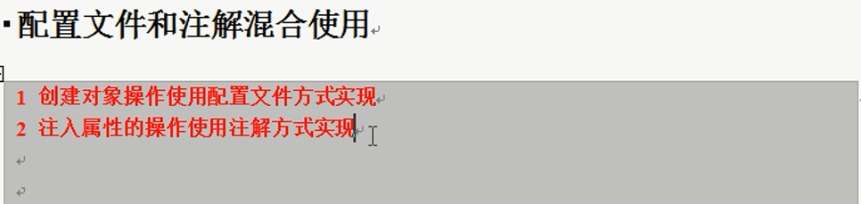 ▪配置文件和注解混合使用
1 创建对象操作使用配置文件方式实现
2 注入属性的操作使用注解方式实现